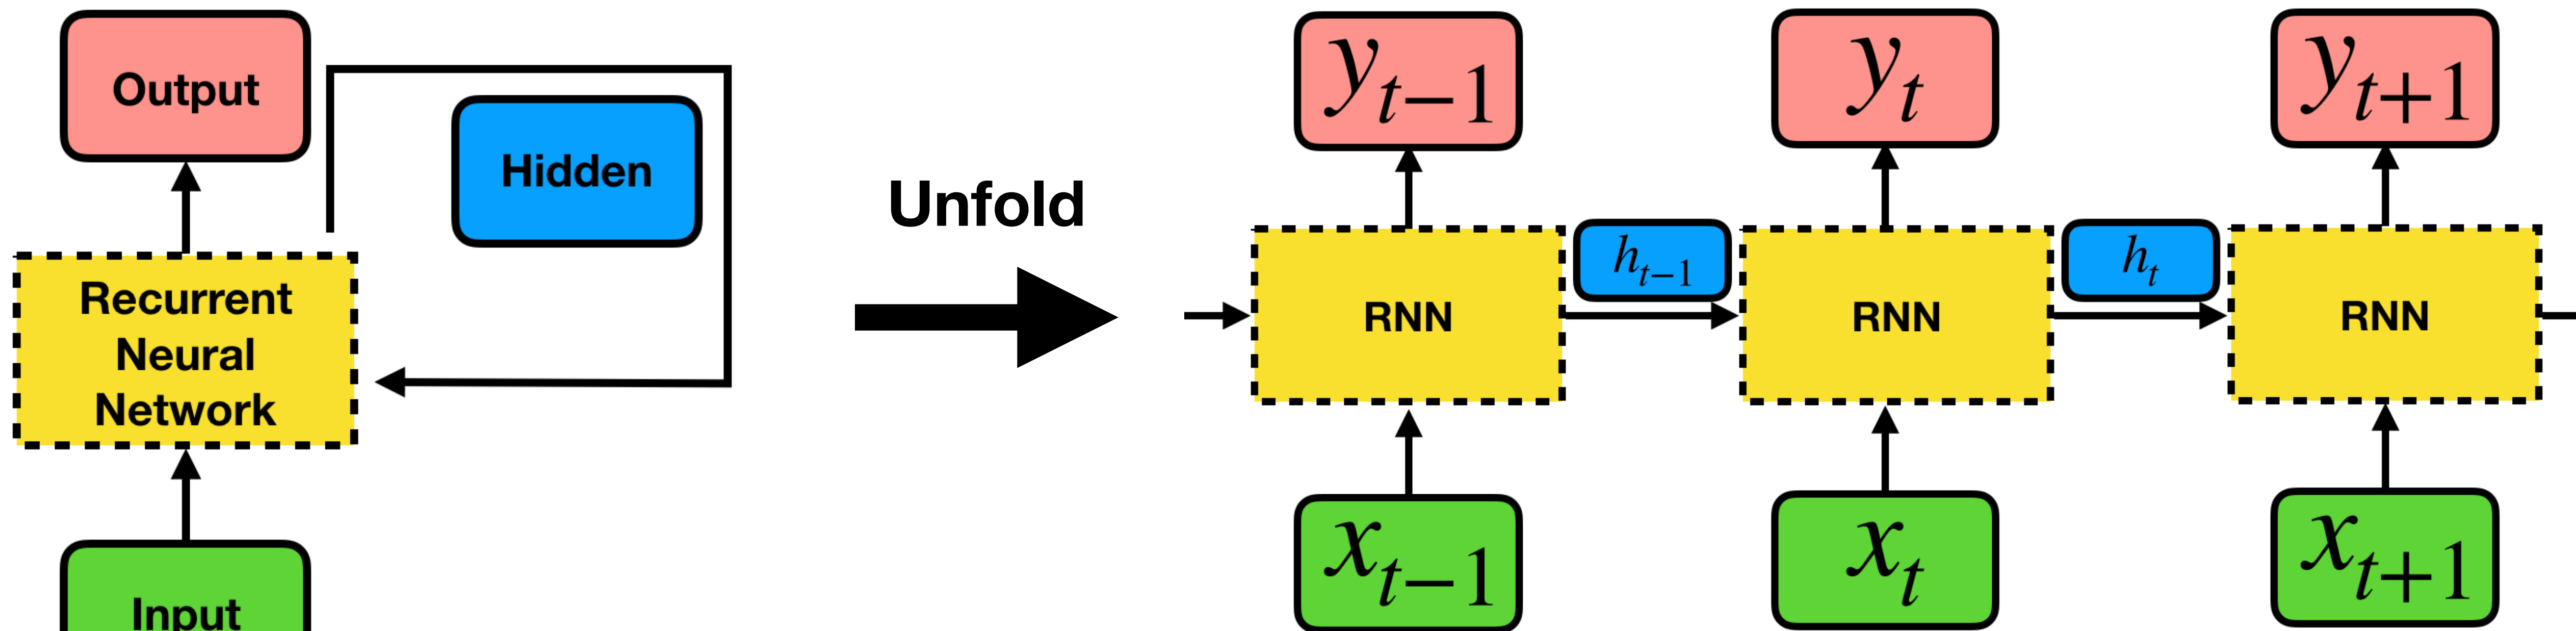 Output
Hidden
Recurrent
Neural
Network
Input
Unfold
y_{t-1}
y_t
y_{t+1}
RNN
h_{t-1}
RNN
h_t
RNN
x_{t-1}
x_t
x_{t+1}